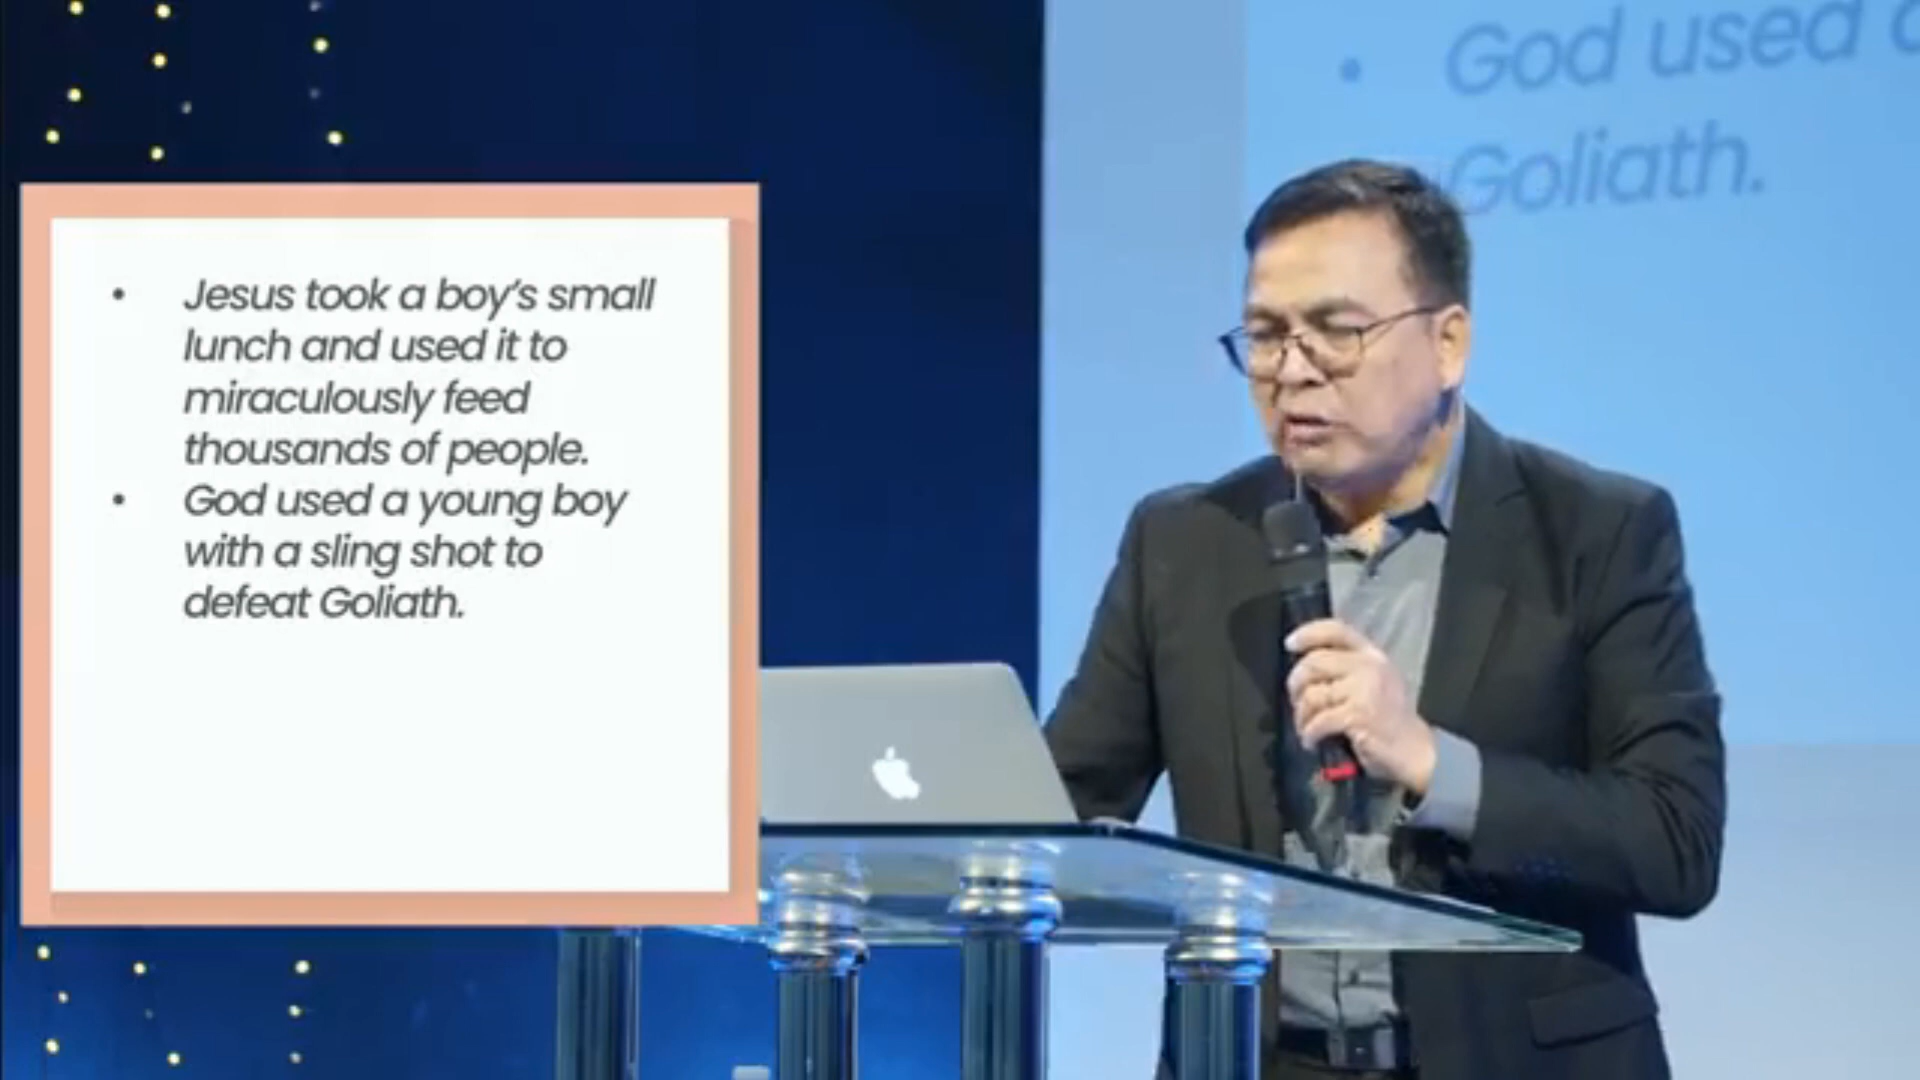 • Jesus took a boy's small
lunch and used it to
miraculously feed
thousands of people.
• God used a young boy
with a sling shot to
defeat Goliath.
• God used
Goliath.